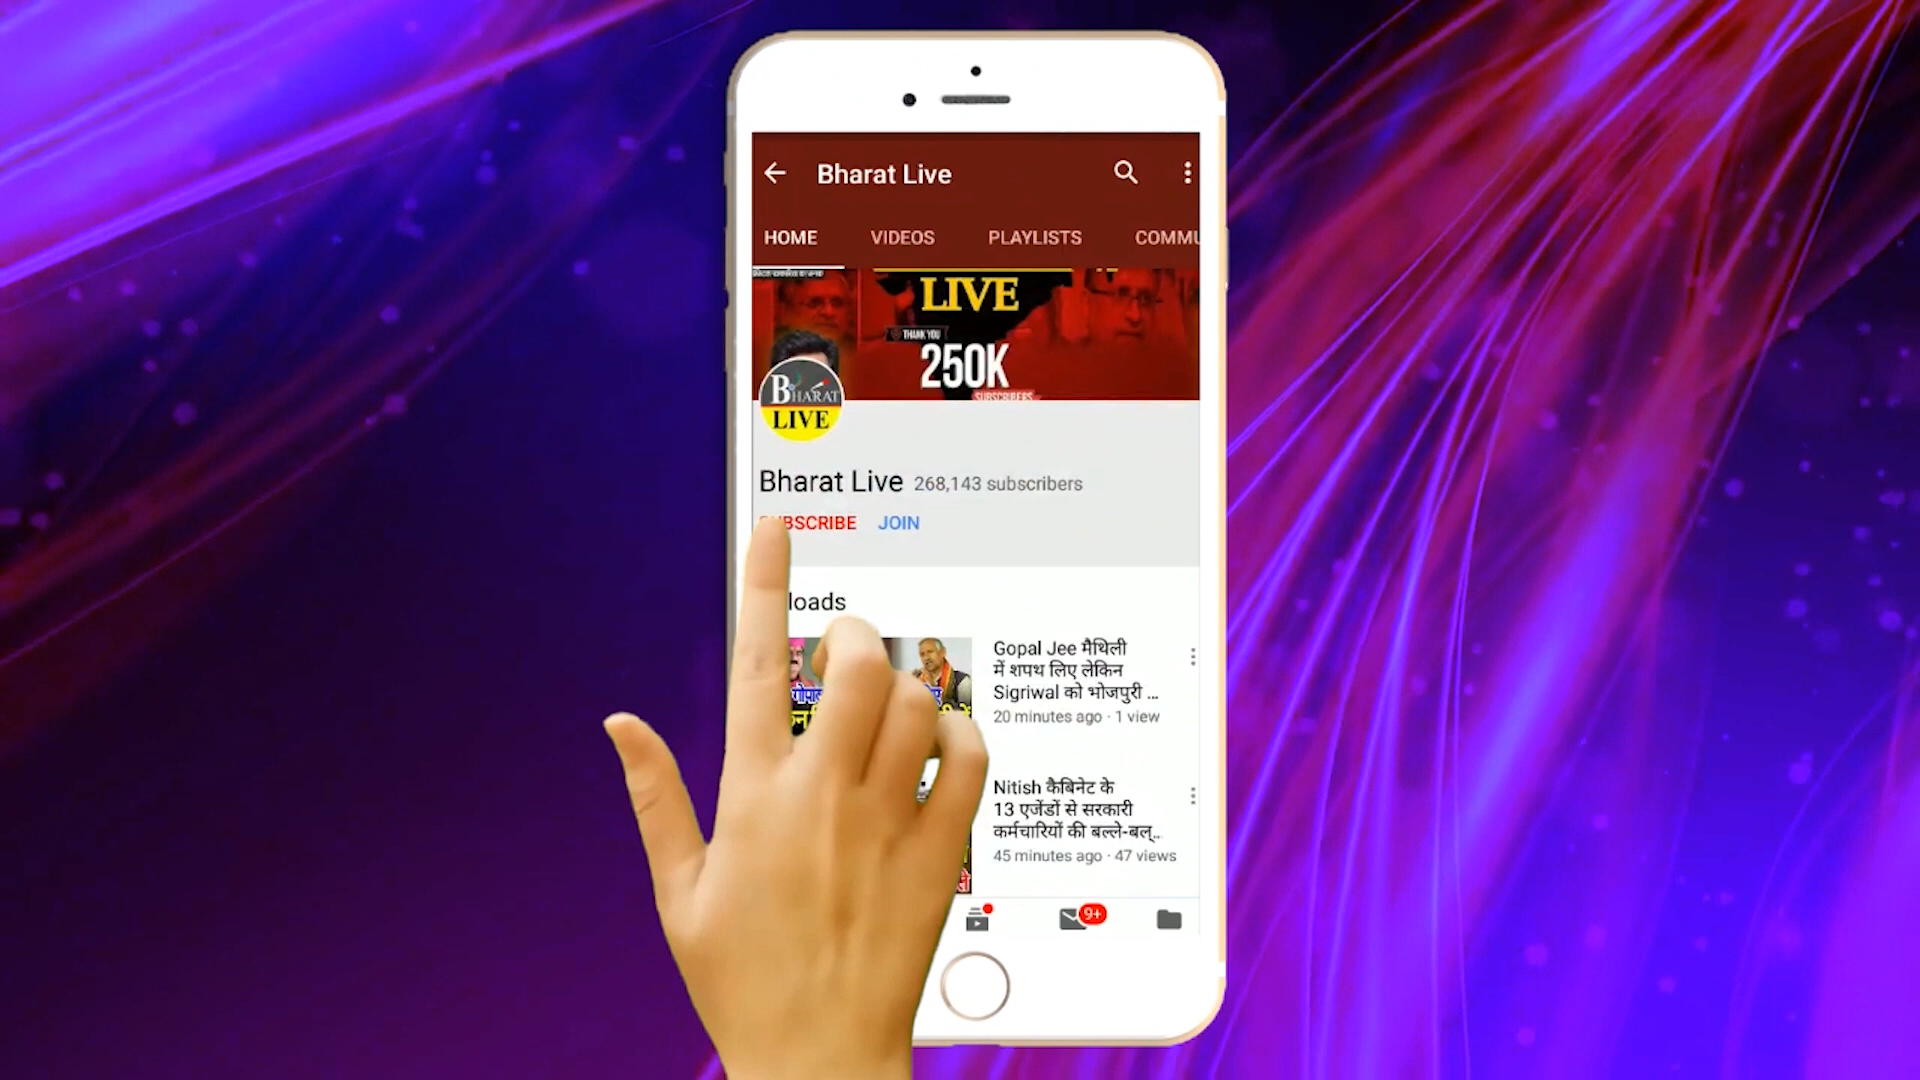 Bharat Live
HOME VIDEOS PLAYLISTS COMMU
LIVE
THANK YOU
250K
SUBSCRIBERS
BHARAT
LIVE
Bharat Live 268,143 subscribers
SUBSCRIBE JOIN
loads
Gopal Jee मैथिली
में शपथ लिए लेकिन
Sigriwal को भोजपुरी ...
20 minutes ago · 1 view
Nitish कैबिनेट के
13 एजेंडों से सरकारी
कर्मचारियों की बल्ले-बल्...
45 minutes ago · 47 views
9+